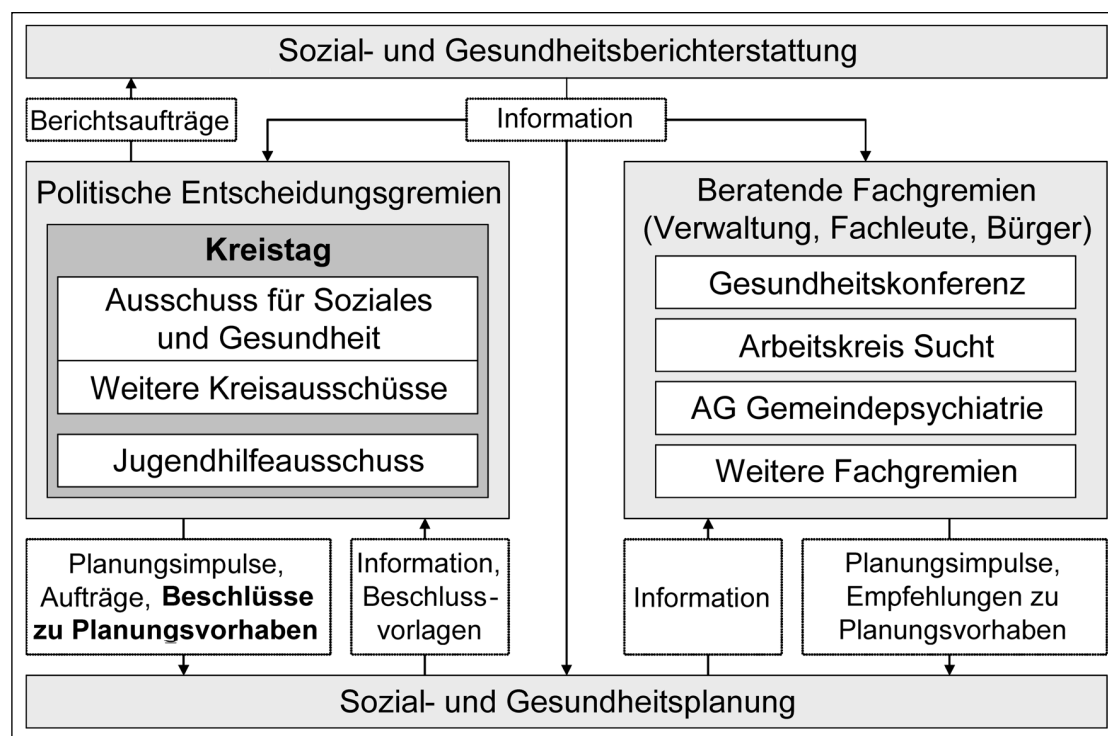 Sozial- und Gesundheitsberichterstattung
Berichtsaufträge
Information
Politische Entscheidungsgremien
Kreistag
Ausschuss für Soziales
und Gesundheit
Weitere Kreisausschüsse
Jugendhilfeausschuss
Beratende Fachgremien
(Verwaltung, Fachleute, Bürger)
Gesundheitskonferenz
Arbeitskreis Sucht
AG Gemeindepsychiatrie
Weitere Fachgremien
Planungsimpulse,
Aufträge, Beschlüsse
zu Planungsvorhaben
Information,
Beschluss-
vorlagen
Information
Planungsimpulse,
Empfehlungen zu
Planungsvorhaben
Sozial- und Gesundheitsplanung